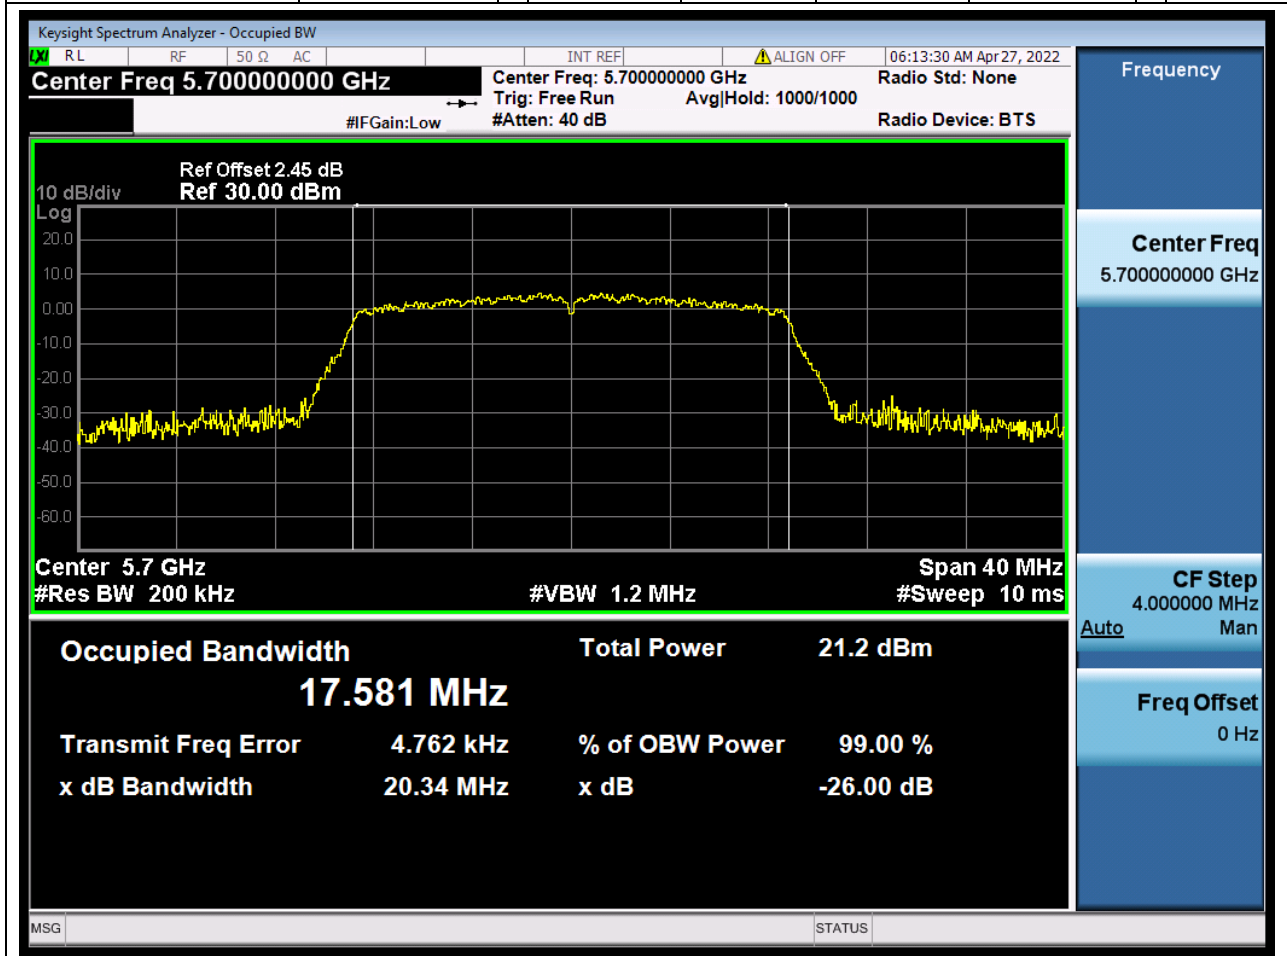 Keysight Spectrum Analyzer - Occupied BW
LXI RL RF 50 Ω AC INT REF ALIGN OFF 06:13:30 AM Apr 27, 2022
Center Freq 5.700000000 GHz
Center Freq: 5.700000000 GHz
Radio Std: None
Trig: Free Run Avg|Hold: 1000/1000
#IFGain:Low
#Atten: 40 dB
Radio Device: BTS
Ref Offset 2.45 dB
10 dB/div Ref 30.00 dBm
Log
20.0
10.0
0.00
-10.0
-20.0
-30.0
-40.0
-50.0
-60.0
Center 5.7 GHz Span 40 MHz
#Res BW 200 kHz #VBW 1.2 MHz #Sweep 10 ms
Occupied Bandwidth Total Power 21.2 dBm
17.581 MHz
Transmit Freq Error 4.762 kHz % of OBW Power 99.00 %
x dB Bandwidth 20.34 MHz x dB -26.00 dB
MSG STATUS
Frequency
Center Freq
5.700000000 GHz
CF Step
4.000000 MHz
Auto Man
Freq Offset
0 Hz